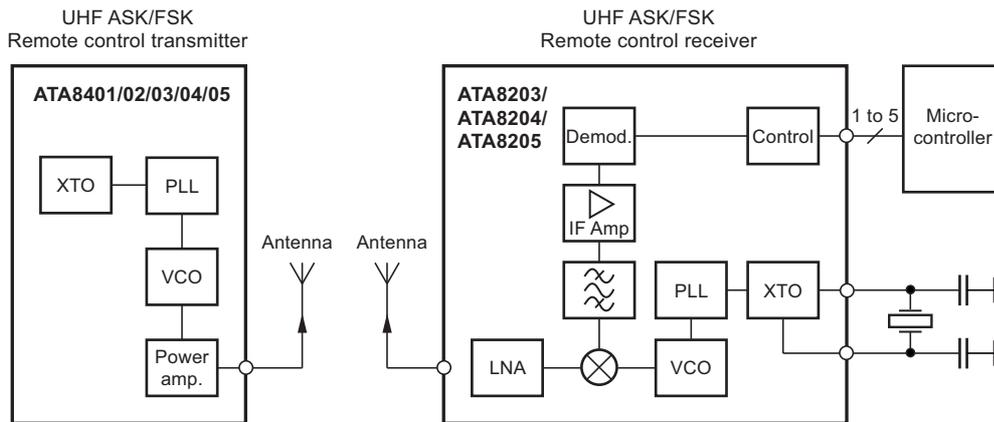 UHF ASK/FSK
Remote control transmitter
ATA8401/02/03/04/05
XTO
PLL
VCO
Power
amp.
Antenna
Antenna
UHF ASK/FSK
Remote control receiver
ATA8203/
ATA8204/
ATA8205
Demod.
Control
IF Amp
PLL
XTO
LNA
VCO
1 to 5
Micro-
controller